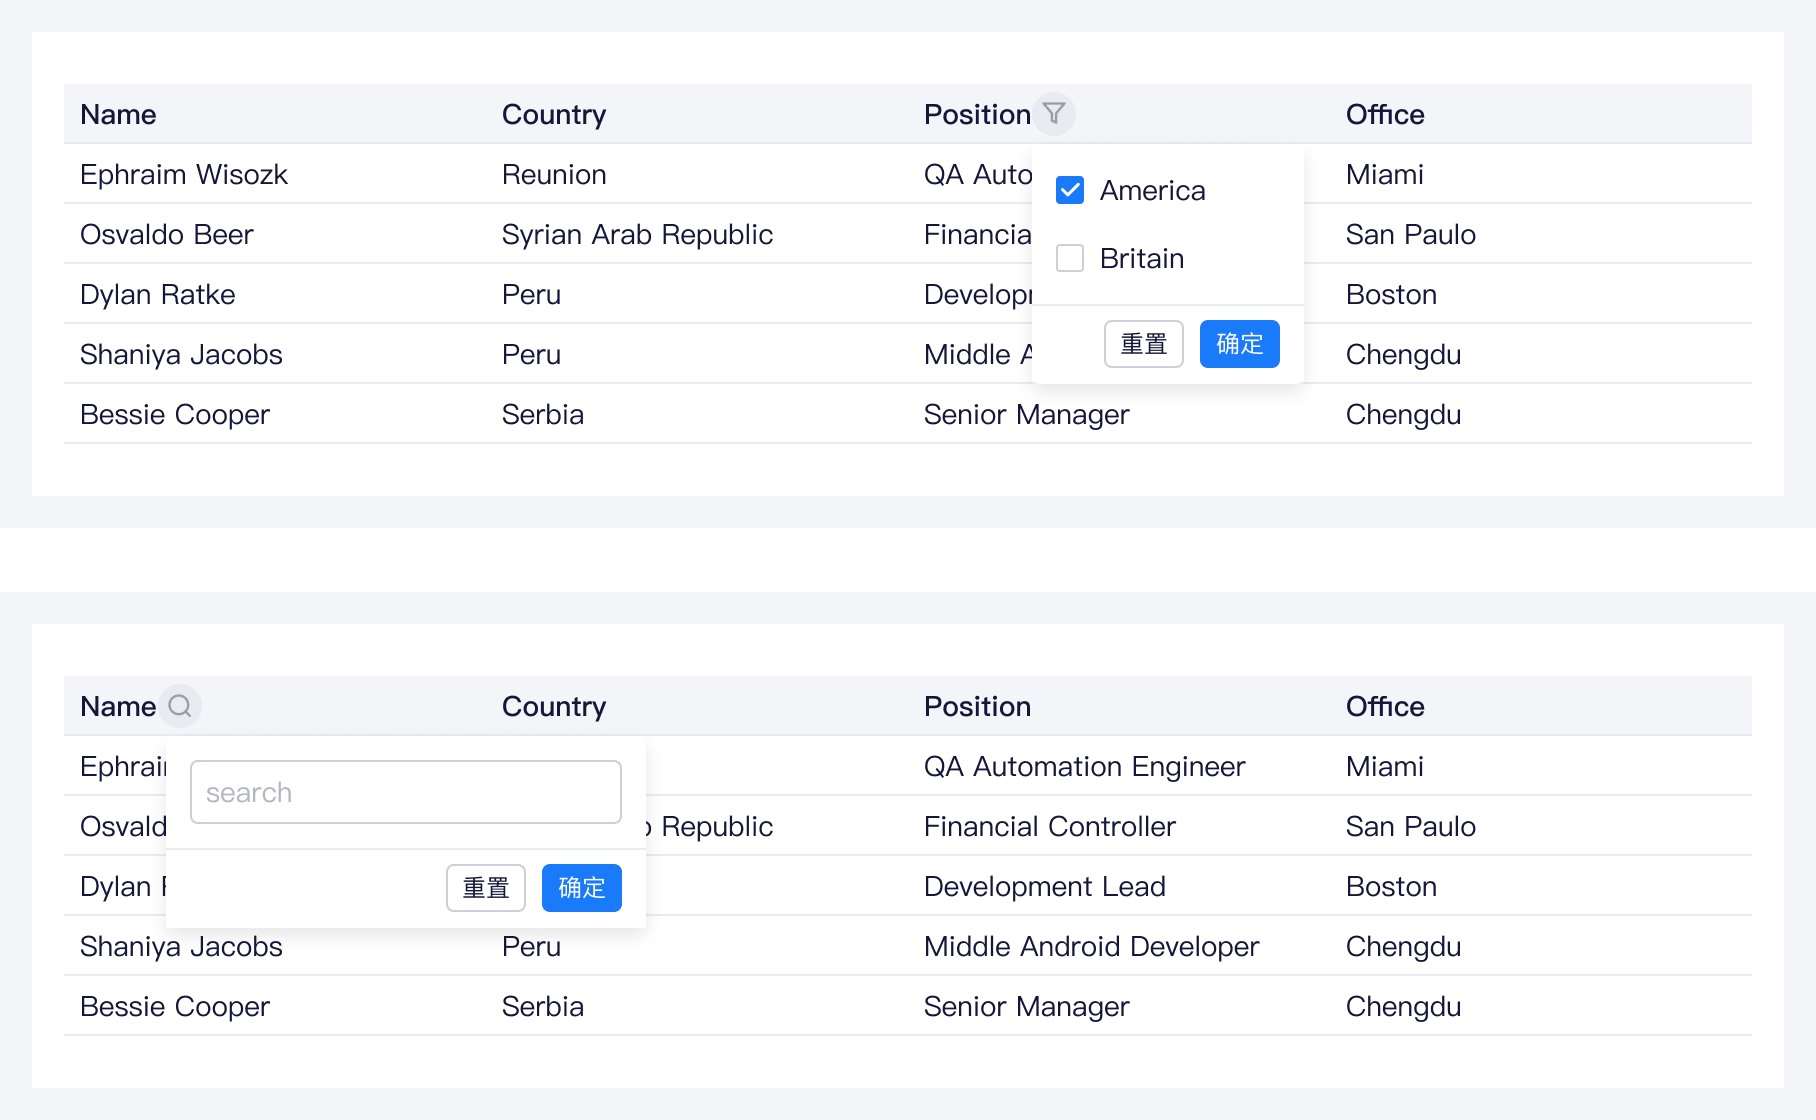 Name Country Position Office
Ephraim Wisozk Reunion QA Auto Miami
America
Osvaldo Beer Syrian Arab Republic Financia San Paulo
Britain
Dylan Ratke Peru Develop Boston
重置 确定
Shaniya Jacobs Peru Middle Chengdu
Bessie Cooper Serbia Senior Manager Chengdu
Name Country Position Office
Ephrai QA Automation Engineer Miami
search
Osvald Republic Financial Controller San Paulo
Dylan Development Lead Boston
重置 确定
Shaniya Jacobs Peru Middle Android Developer Chengdu
Bessie Cooper Serbia Senior Manager Chengdu